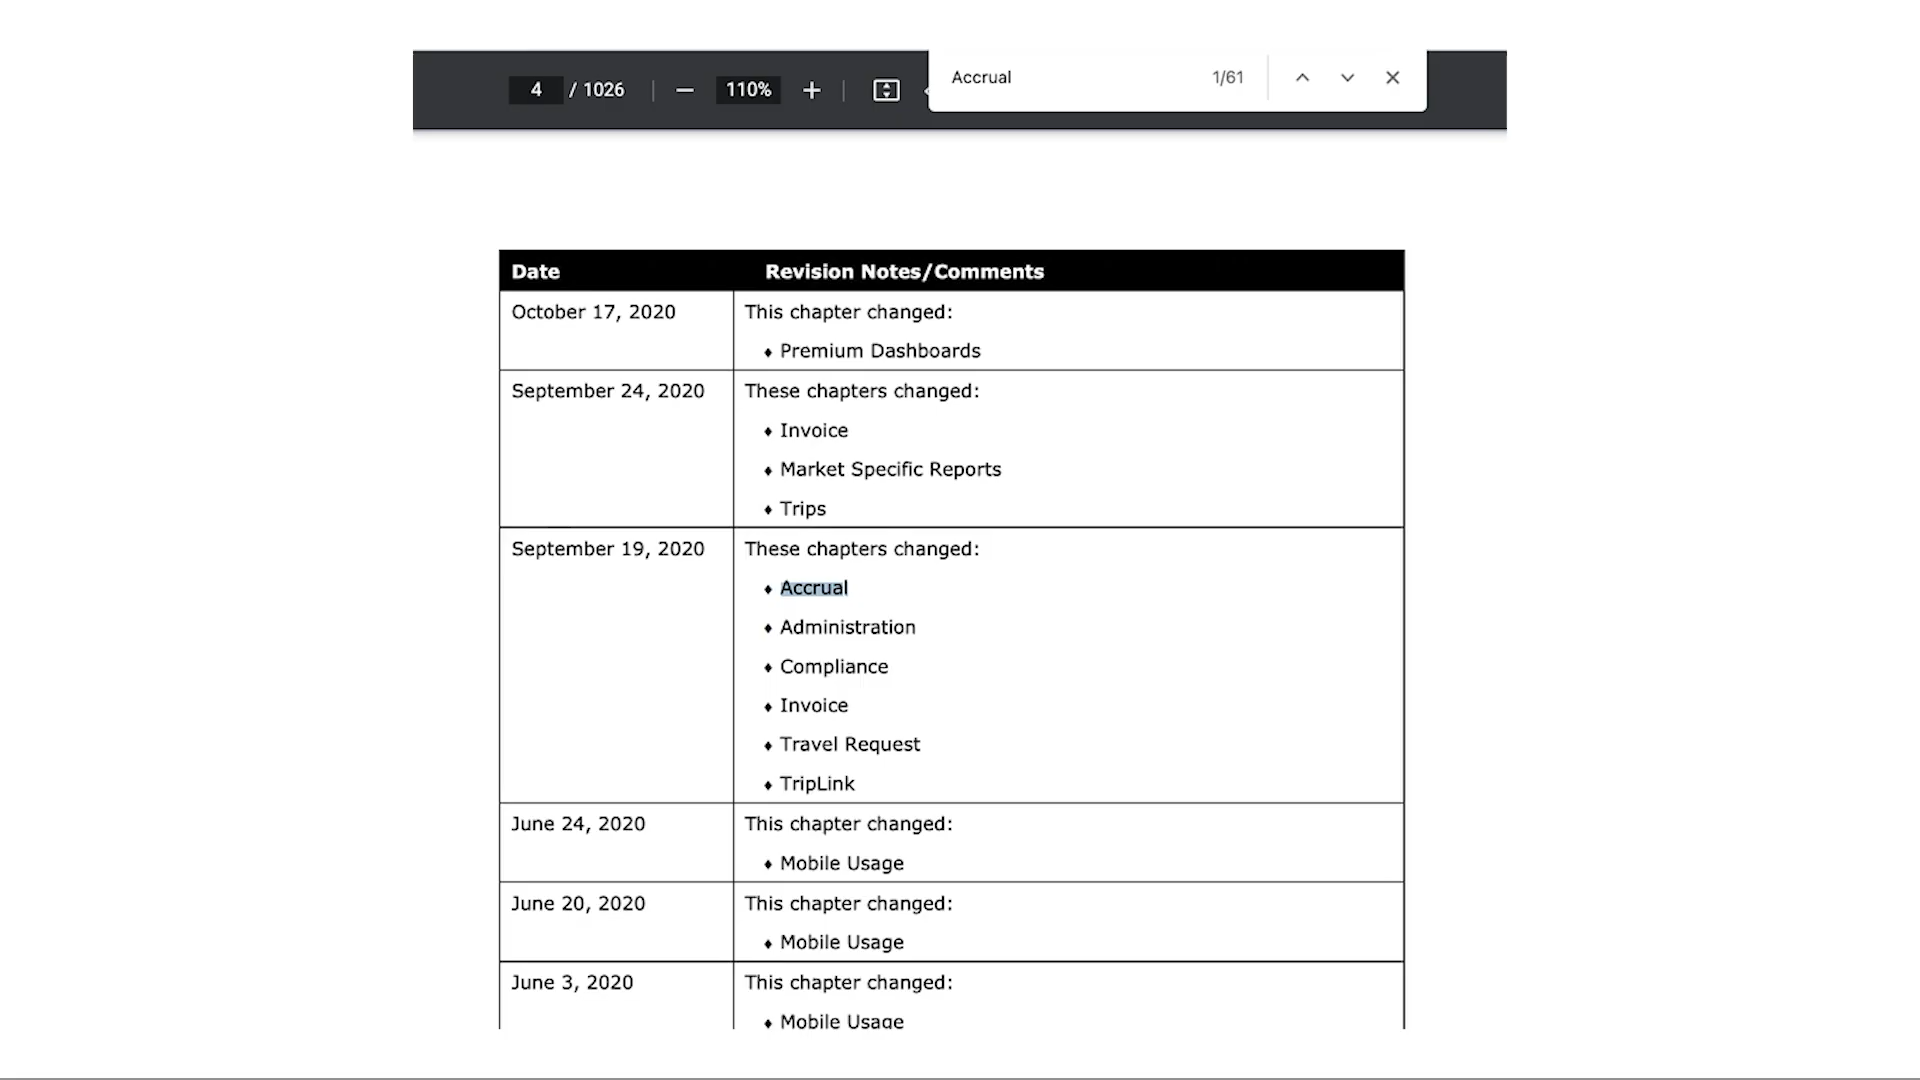 4 / 1026 110% Accrual 1/61
Date Revision Notes/Comments
October 17, 2020 This chapter changed:
♦ Premium Dashboards
September 24, 2020 These chapters changed:
♦ Invoice
♦ Market Specific Reports
♦ Trips
September 19, 2020 These chapters changed:
♦ Accrual
♦ Administration
♦ Compliance
♦ Invoice
♦ Travel Request
♦ TripLink
June 24, 2020 This chapter changed:
♦ Mobile Usage
June 20, 2020 This chapter changed:
♦ Mobile Usage
June 3, 2020 This chapter changed:
♦ Mobile Usage